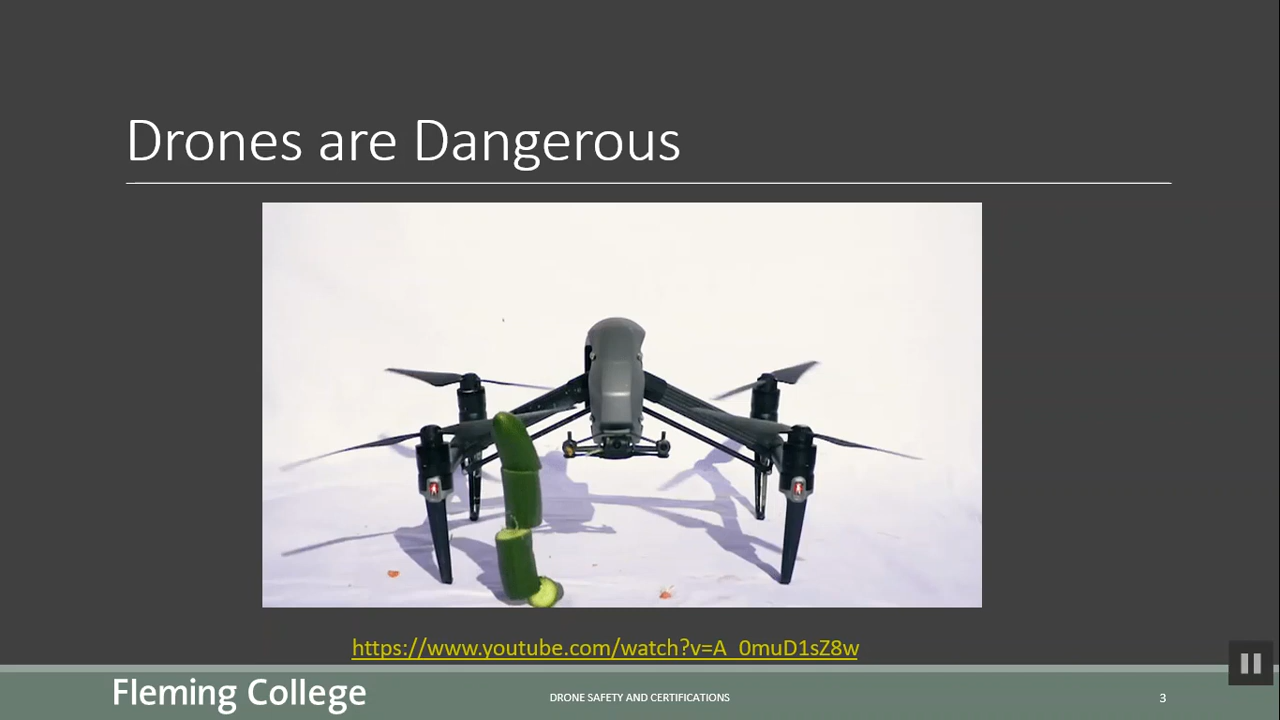 Drones are Dangerous
https://www.youtube.com/watch?v=A_0muD1sZ8w
Fleming College
DRONE SAFETY AND CERTIFICATIONS
3